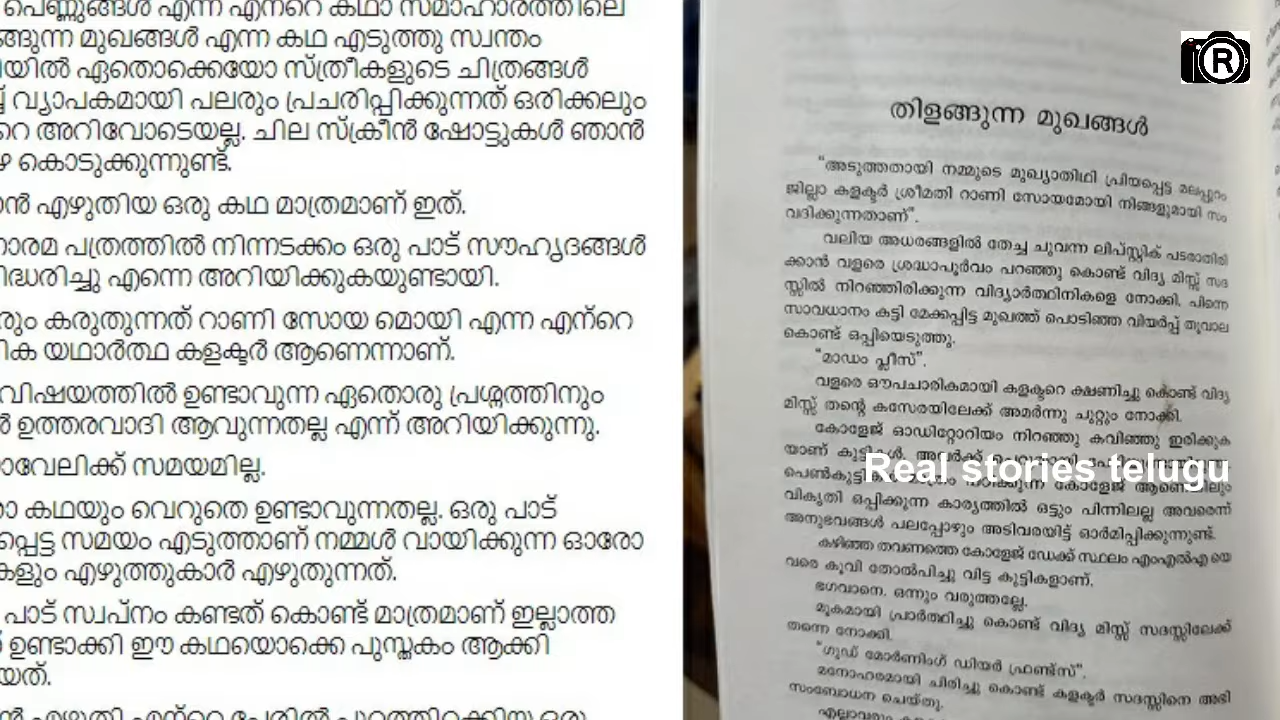 പെണ്ണുങ്ങൾ എന്ന എന്റെ കഥാ സമാഹാരത്തിലെ
ങ്ങുന്ന മുഖങ്ങൾ എന്ന കഥ എടുത്തു സ്വന്തം
യിൽ ഏതൊക്കെയോ സ്ത്രീകളുടെ ചിത്രങ്ങൾ
വ്യാപകമായി പലരും പ്രചരിപ്പിക്കുന്നത് ഒരിക്കലും
റെ അറിവോടെയല്ല. ചില സ്ക്രീൻ ഷോട്ടുകൾ ഞാൻ
ഴെ കൊടുക്കുന്നുണ്ട്.
ാൻ എഴുതിയ ഒരു കഥ മാത്രമാണ് ഇത്.
ാരമ പത്രത്തിൽ നിന്നടക്കം ഒരു പാട് സൗഹൃദങ്ങൾ
ദ്ധരിച്ചു എന്നെ അറിയിക്കുകയുണ്ടായി.
രും കരുതുന്നത് റാണി സോയ മൊയി എന്ന എന്റെ
ിക യഥാർത്ഥ കളക്ടർ ആണെന്നാണ്.
വിഷയത്തിൽ ഉണ്ടാവുന്ന ഏതൊരു പ്രശ്നത്തിനും
ഉത്തരവാദി ആവുന്നതല്ല എന്ന് അറിയിക്കുന്നു.
ാവേലിക്ക് സമയമില്ല.
ാ കഥയും വെറുതെ ഉണ്ടാവുന്നതല്ല. ഒരു പാട്
പ്പെട്ട സമയം എടുത്താണ് നമ്മൾ വായിക്കുന്ന ഓരോ
കളും എഴുത്തുകാർ എഴുതുന്നത്.
പാട് സ്വപ്നം കണ്ടത് കൊണ്ട് മാത്രമാണ് ഇല്ലാത്ത
ഉണ്ടാക്കി ഈ കഥയൊക്കെ പുസ്തകം ആക്കി
യത്.
തിളങ്ങുന്ന മുഖങ്ങൾ
"അടുത്തതായി നമ്മുടെ മുഖ്യാതിഥി പ്രിയപ്പെട്ട മലപ്പുറം
ജില്ലാ കളക്ടർ ശ്രീമതി റാണി സോയമോയി നിങ്ങളുമായി സം
വദിക്കുന്നതാണ്".
വലിയ അധരങ്ങളിൽ തേച്ച ചുവന്ന ലിപ്സ്റ്റിക് പടരാതിരി
ക്കാൻ വളരെ ശ്രദ്ധാപൂർവം പറഞ്ഞു കൊണ്ട് വിദ്യ മിസ്സ് സദ
സ്സിൽ നിറഞ്ഞിരിക്കുന്ന വിദ്യാർത്ഥിനികളെ നോക്കി. പിന്നെ
സാവധാനം കട്ടി മേക്കപ്പിട്ട മുഖത്ത് പൊടിഞ്ഞ വിയർപ്പ് തൂവാല
കൊണ്ട് ഒപ്പിയെടുത്തു.
"മാഡം പ്ലീസ്".
വളരെ ഔപചാരികമായി കളക്ടറെ ക്ഷണിച്ചു കൊണ്ട് വിദ്യ
മിസ്സ് തന്റെ കസേരയിലേക്ക് അമർന്നു ചുറ്റും നോക്കി.
കോളേജ് ഓഡിറ്റോറിയം നിറഞ്ഞു കവിഞ്ഞു ഇരിക്കുക
യാണ് കുട്ടികൾ.
Real stories telugu
പെൺകുട്ടിക കോളേജ് ആണെങ്കിലും
വികൃതി ഒപ്പിക്കുന്ന കാര്യത്തിൽ ഒട്ടും പിന്നിലല്ല അവരെന്ന്
അനുഭവങ്ങൾ പലപ്പോഴും അടിവരയിട്ട് ഓർമിപ്പിക്കുന്നുണ്ട്.
കഴിഞ്ഞ തവണത്തെ കോളേജ് ഡേക്ക് സ്ഥലം എംഎൽഎ യെ
വരെ കൂവി തോൽപിച്ചു വിട്ട കുട്ടികളാണ്.
ഭഗവാനെ. ഒന്നും വരുത്തല്ലേ.
മൂകമായി പ്രാർത്ഥിച്ചു കൊണ്ട് വിദ്യ മിസ്സ് സദസ്സിലേക്ക്
തന്നെ നോക്കി.
"ഗുഡ് മോർണിംഗ് ഡിയർ ഫ്രണ്ട്സ്".
മനോഹരമായി ചിരിച്ചു കൊണ്ട് കളക്ടർ സദസ്സിനെ അഭി
സംബോധന ചെയ്തു.
R